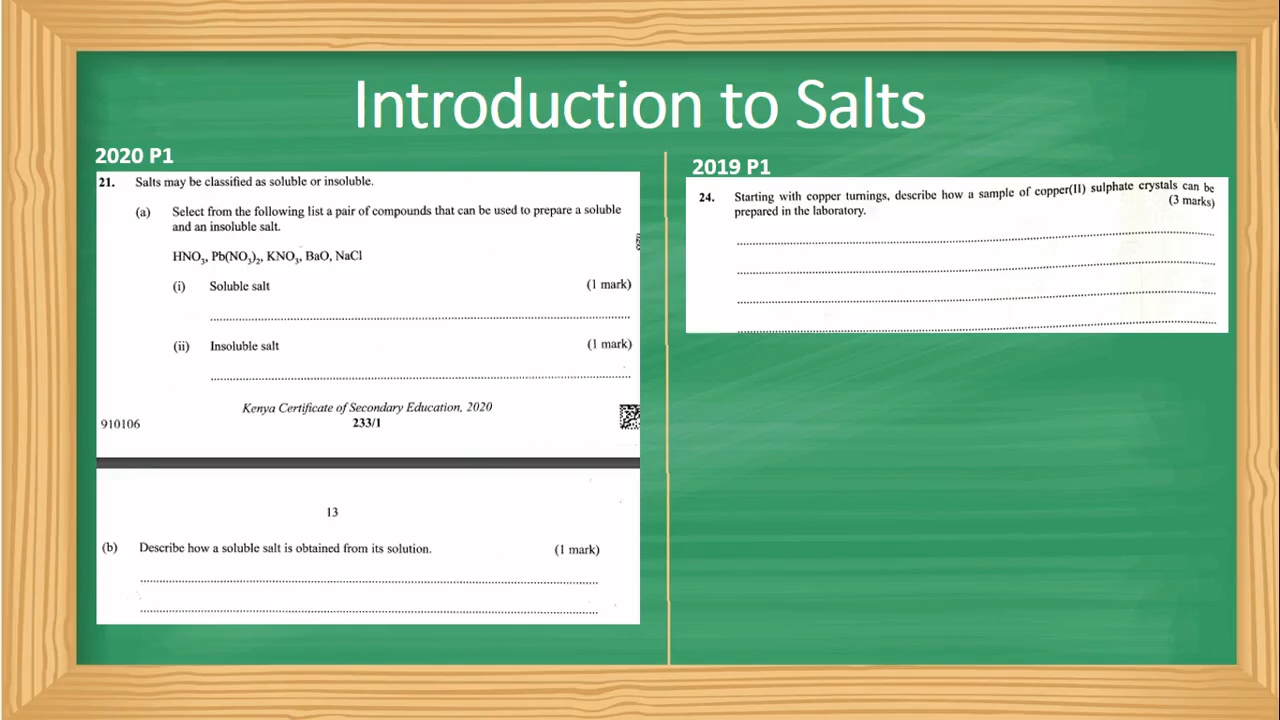 Introduction to Salts
2020 P1
21. Salts may be classified as soluble or insoluble.
(a) Select from the following list a pair of compounds that can be used to prepare a soluble
and an insoluble salt.
HNO₃, Pb(NO₃)₂, KNO₃, BaO, NaCl
(i) Soluble salt (1 mark)
(ii) Insoluble salt (1 mark)
Kenya Certificate of Secondary Education, 2020
910106 233/1
13
(b) Describe how a soluble salt is obtained from its solution. (1 mark)
2019 P1
24. Starting with copper turnings, describe how a sample of copper(II) sulphate crystals can be
prepared in the laboratory. (3 marks)